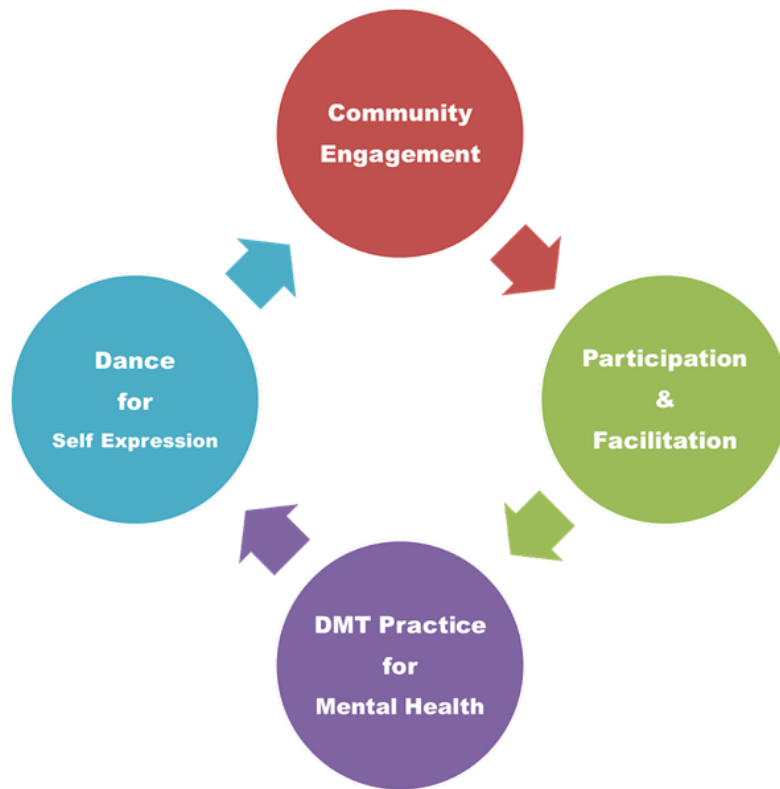 Community
Engagement
Participation
&
Facilitation
DMT Practice
for
Mental Health
Dance
for
Self Expression